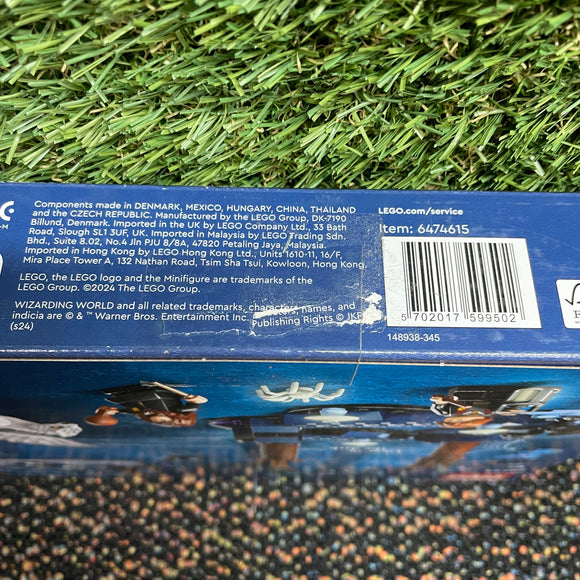 Components made in DENMARK, MEXICO, HUNGARY, CHINA, THAILAND
and the CZECH REPUBLIC. Manufactured by the LEGO Group, DK-7190
Billund, Denmark. Imported in the UK by LEGO Company Ltd., 33 Bath
Road, Slough SL1 3UF, UK. Imported in Malaysia by LEGO Trading Sdn.
Bhd., Suite 8.02, No.4 Jln PJU 8/8A, 47820 Petaling Jaya, Malaysia.
Imported in Hong Kong by LEGO Hong Kong Ltd., Units 1610-11, 16/F,
Mira Place Tower A, 132 Nathan Road, Tsim Sha Tsui, Kowloon, Hong Kong.
LEGO, the LEGO logo and the Minifigure are trademarks of the
LEGO Group. ©2024 The LEGO Group.
WIZARDING WORLD and all related trademarks, characters, names, and
indicia are © & ™ Warner Bros. Entertainment Inc. Publishing Rights © JKR
(s24)
LEGO.com/service
Item: 6474615
5 702017 599502
148938-345